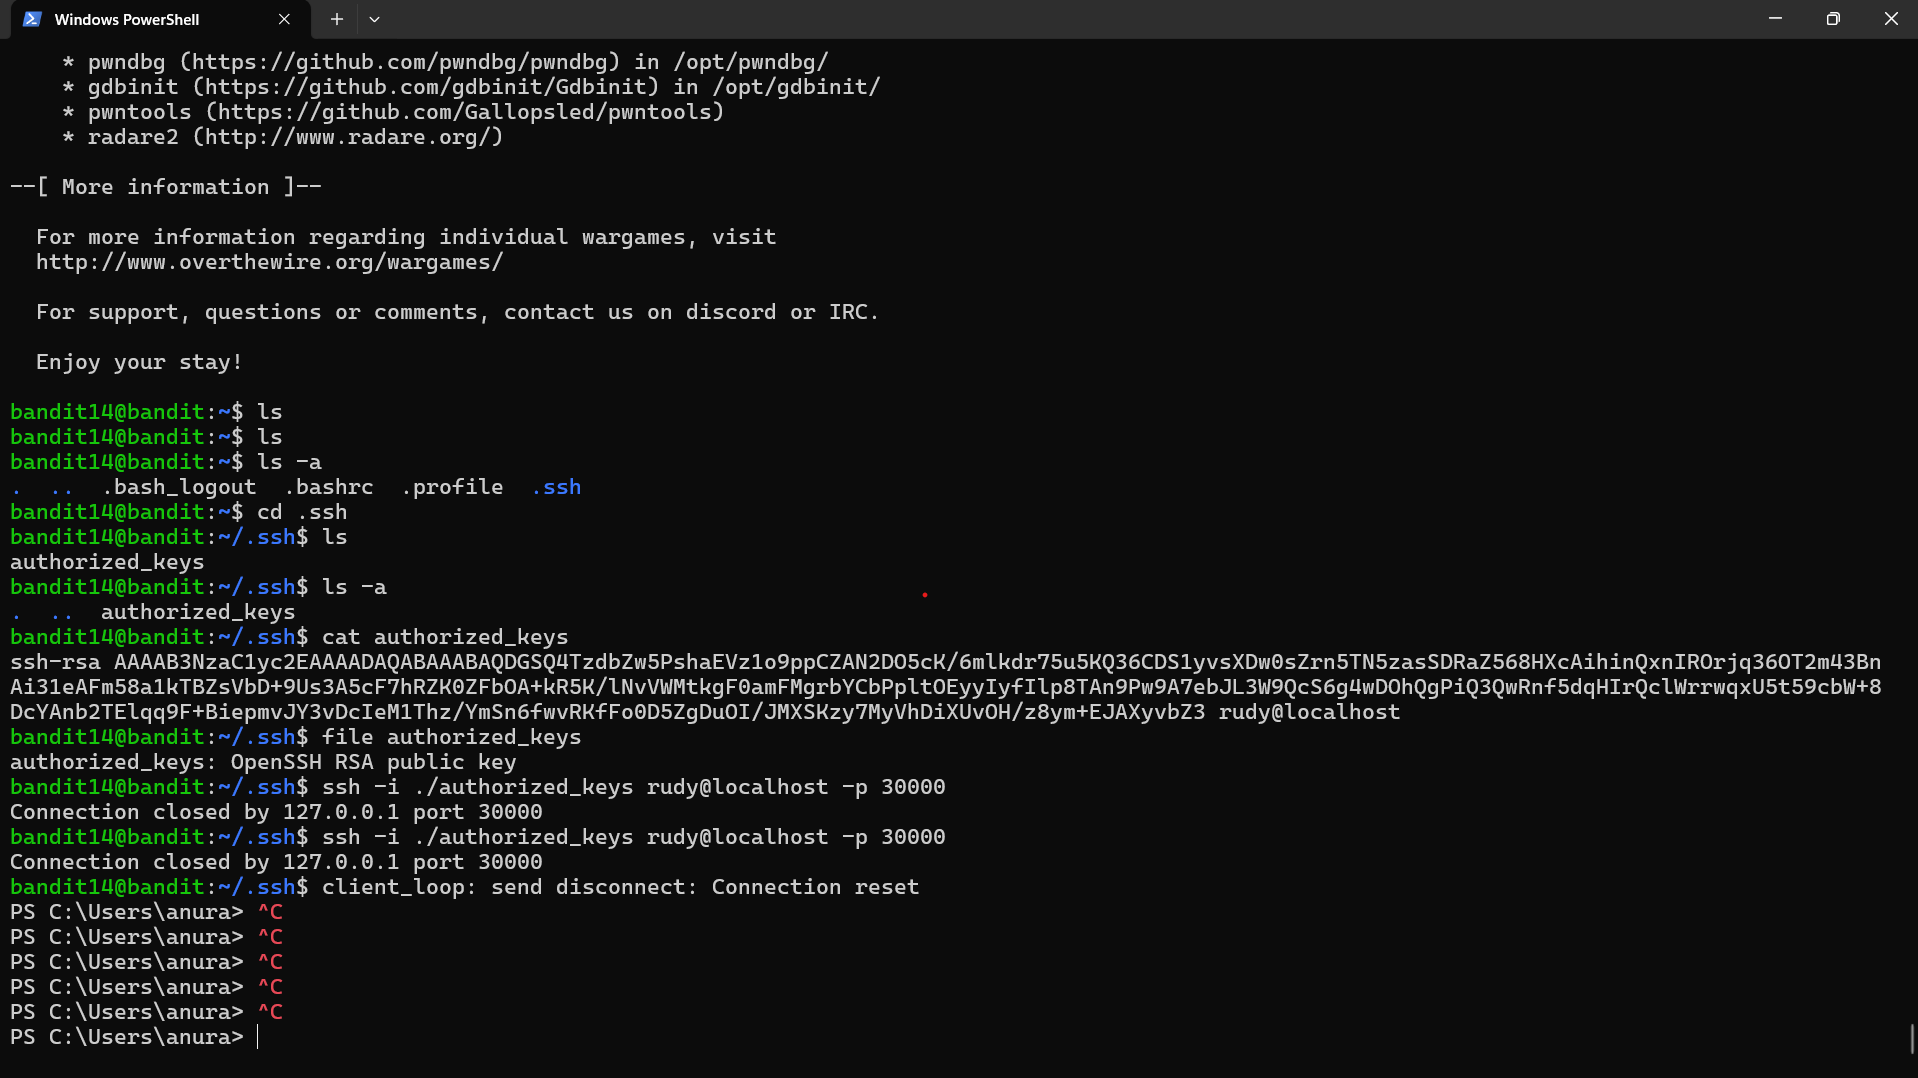 Windows PowerShell
* pwndbg (https://github.com/pwndbg/pwndbg) in /opt/pwndbg/
* gdbinit (https://github.com/gdbinit/Gdbinit) in /opt/gdbinit/
* pwntools (https://github.com/Gallopsled/pwntools)
* radare2 (http://www.radare.org/)
--[ More information ]--
For more information regarding individual wargames, visit
http://www.overthewire.org/wargames/
For support, questions or comments, contact us on discord or IRC.
Enjoy your stay!
bandit14@bandit:~$ ls
bandit14@bandit:~$ ls
bandit14@bandit:~$ ls -a
.  ..  .bash_logout  .bashrc  .profile  .ssh
bandit14@bandit:~$ cd .ssh
bandit14@bandit:~/.ssh$ ls
authorized_keys
bandit14@bandit:~/.ssh$ ls -a
.  ..  authorized_keys
bandit14@bandit:~/.ssh$ cat authorized_keys
ssh-rsa AAAAB3NzaC1yc2EAAAADAQABAAABAQDGSQ4TzdbZw5PshaEVz1o9ppCZAN2DO5cK/6mlkdr75u5KQ36CDS1yvsXDw0sZrn5TN5zasSDRaZ568HXcAihinQxnIROrjq36OT2m43Bn
Ai31eAFm58a1kTBZsVbD+9Us3A5cF7hRZK0ZFbOA+kR5K/lNvVWMtkgF0amFMgrbYCbPpltOEyyIyfIlp8TAn9Pw9A7ebJL3W9QcS6g4wDOhQgPiQ3QwRnf5dqHIrQclWrrwqxU5t59cbW+8
DcYAnb2TElqq9F+BiepmvJY3vDcIeM1Thz/YmSn6fwvRKfFo0D5ZgDuOI/JMXSKzy7MyVhDiXUvOH/z8ym+EJAXyvbZ3 rudy@localhost
bandit14@bandit:~/.ssh$ file authorized_keys
authorized_keys: OpenSSH RSA public key
bandit14@bandit:~/.ssh$ ssh -i ./authorized_keys rudy@localhost -p 30000
Connection closed by 127.0.0.1 port 30000
bandit14@bandit:~/.ssh$ ssh -i ./authorized_keys rudy@localhost -p 30000
Connection closed by 127.0.0.1 port 30000
bandit14@bandit:~/.ssh$ client_loop: send disconnect: Connection reset
PS C:\Users\anura> ^C
PS C:\Users\anura> ^C
PS C:\Users\anura> ^C
PS C:\Users\anura> ^C
PS C:\Users\anura> ^C
PS C:\Users\anura>